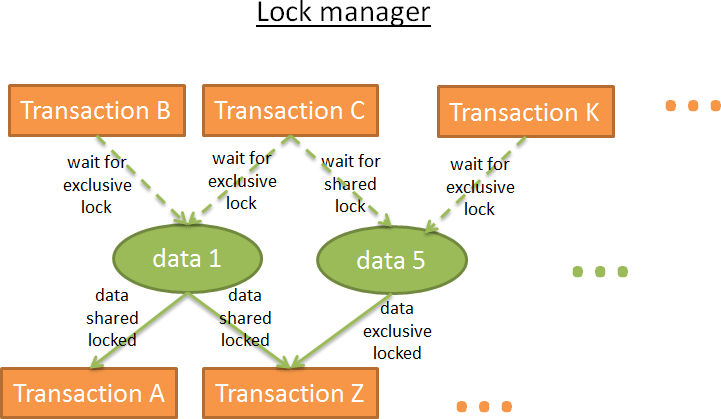 Lock manager
Transaction B
Transaction C
Transaction K
wait for
exclusive
lock
wait for
exclusive
lock
wait for
shared
lock
wait for
exclusive
lock
data 1
data 5
data
shared
locked
data
shared
locked
data
exclusive
locked
Transaction A
Transaction Z